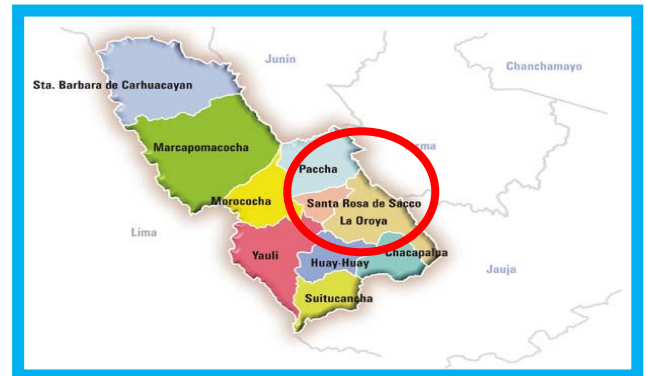 Junin
Chanchamayo
Sta. Barbara de Carhuacayan
Marcapomacocha
rma
Paccha
Morococha
Santa Rosa de Sacco
La Oroya
Lima
Yauli
Huay-Huay
Chacapalpa
Jauja
Suitucancha